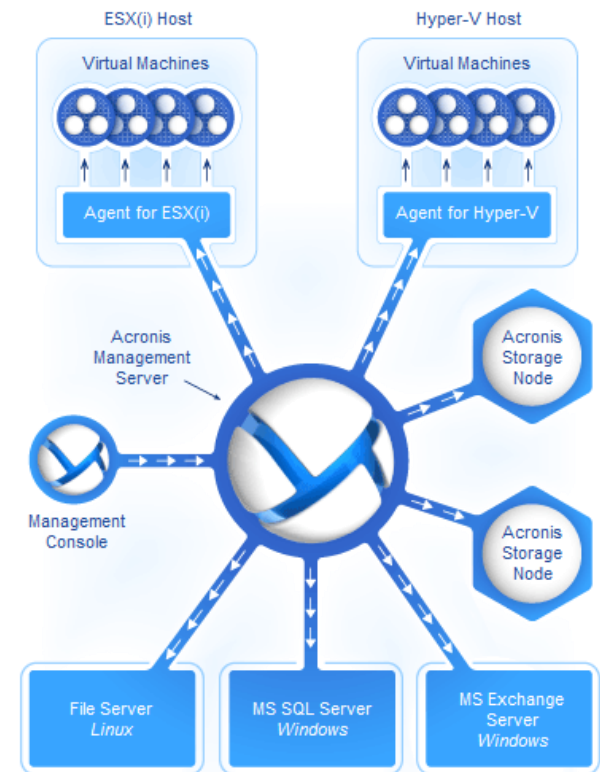 ESX(i) Host
Hyper-V Host
Virtual Machines
Virtual Machines
Agent for ESX(i)
Agent for Hyper-V
Acronis
Management
Server
Acronis
Storage
Node
Management
Console
Acronis
Storage
Node
File Server
Linux
MS SQL Server
Windows
MS Exchange
Server
Windows